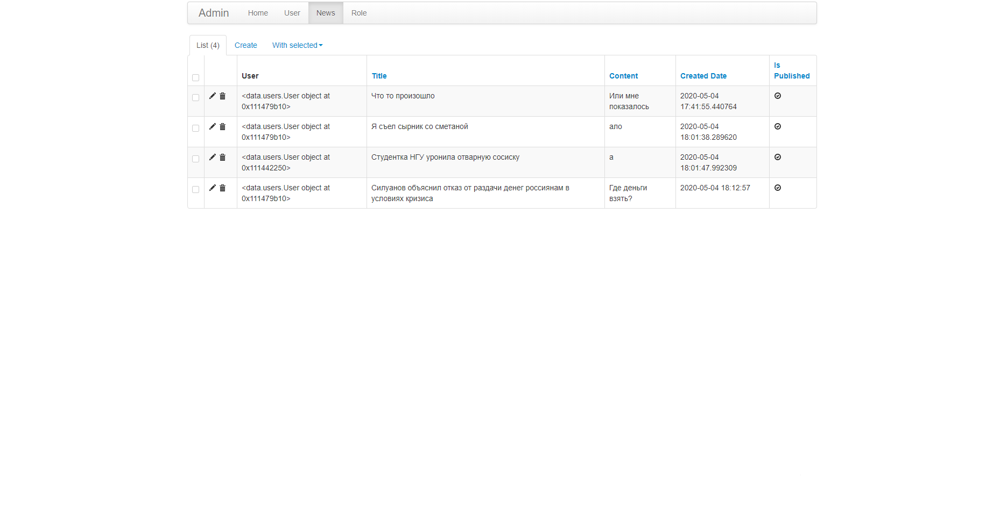 Admin Home User News Role
List (4) Create With selected
User Title Content Created Date Is Published
<data.users.User object at 0x111479b10> Что то произошло Или мне показалось 2020-05-04 17:41:55.440764
<data.users.User object at 0x111479b10> Я съел сырник со сметаной ало 2020-05-04 18:01:38.289620
<data.users.User object at 0x111442250> Студентка НГУ уронила отварную сосиску а 2020-05-04 18:01:47.992309
<data.users.User object at 0x111479b10> Силуанов объяснил отказ от раздачи денег россиянам в условиях кризиса Где деньги взять? 2020-05-04 18:12:57